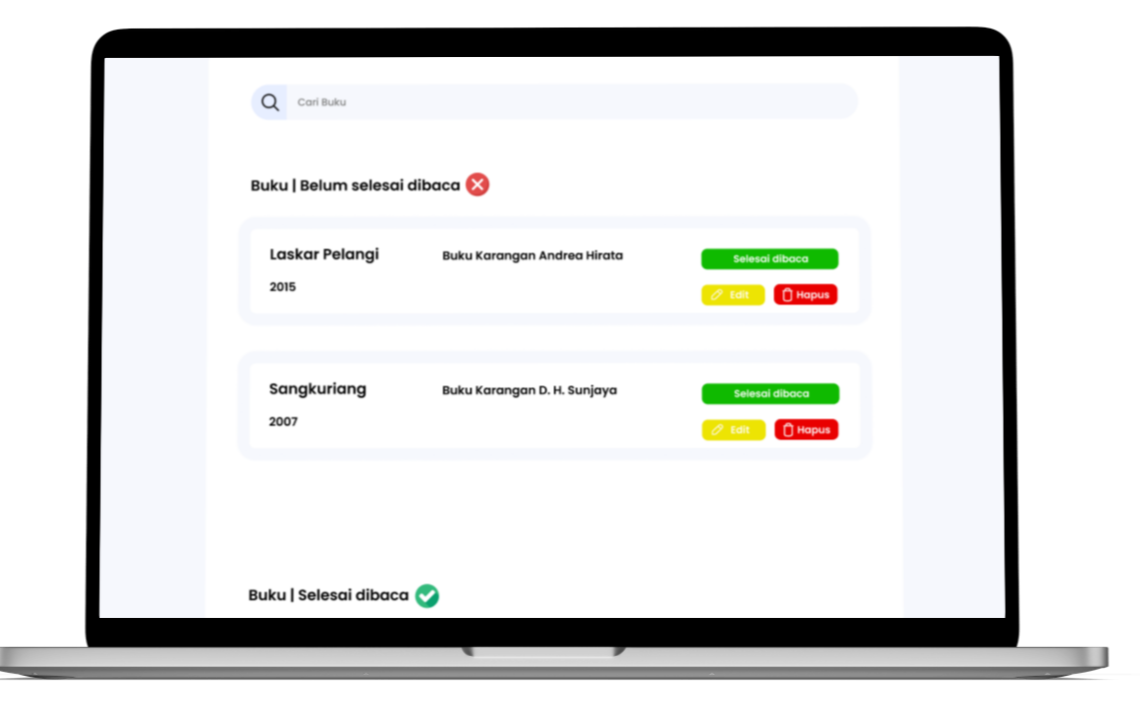 Cari Buku
Buku | Belum selesai dibaca
Laskar Pelangi
Buku Karangan Andrea Hirata
Selesai dibaca
2015
Edit
Hapus
Sangkuriang
Buku Karangan D. H. Sunjaya
Selesai dibaca
2007
Edit
Hapus
Buku | Selesai dibaca